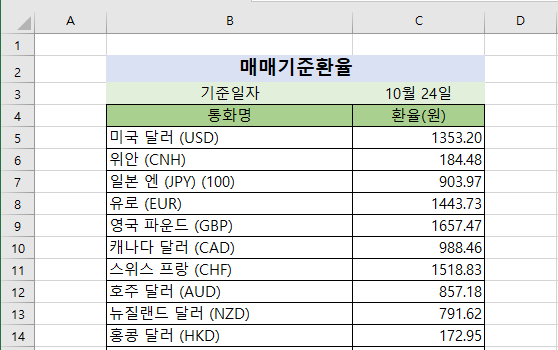 A B C D
1
2 매매기준환율
3 기준일자 10월 24일
4 통화명 환율(원)
5 미국 달러 (USD) 1353.20
6 위안 (CNH) 184.48
7 일본 엔 (JPY) (100) 903.97
8 유로 (EUR) 1443.73
9 영국 파운드 (GBP) 1657.47
10 캐나다 달러 (CAD) 988.46
11 스위스 프랑 (CHF) 1518.83
12 호주 달러 (AUD) 857.18
13 뉴질랜드 달러 (NZD) 791.62
14 홍콩 달러 (HKD) 172.95